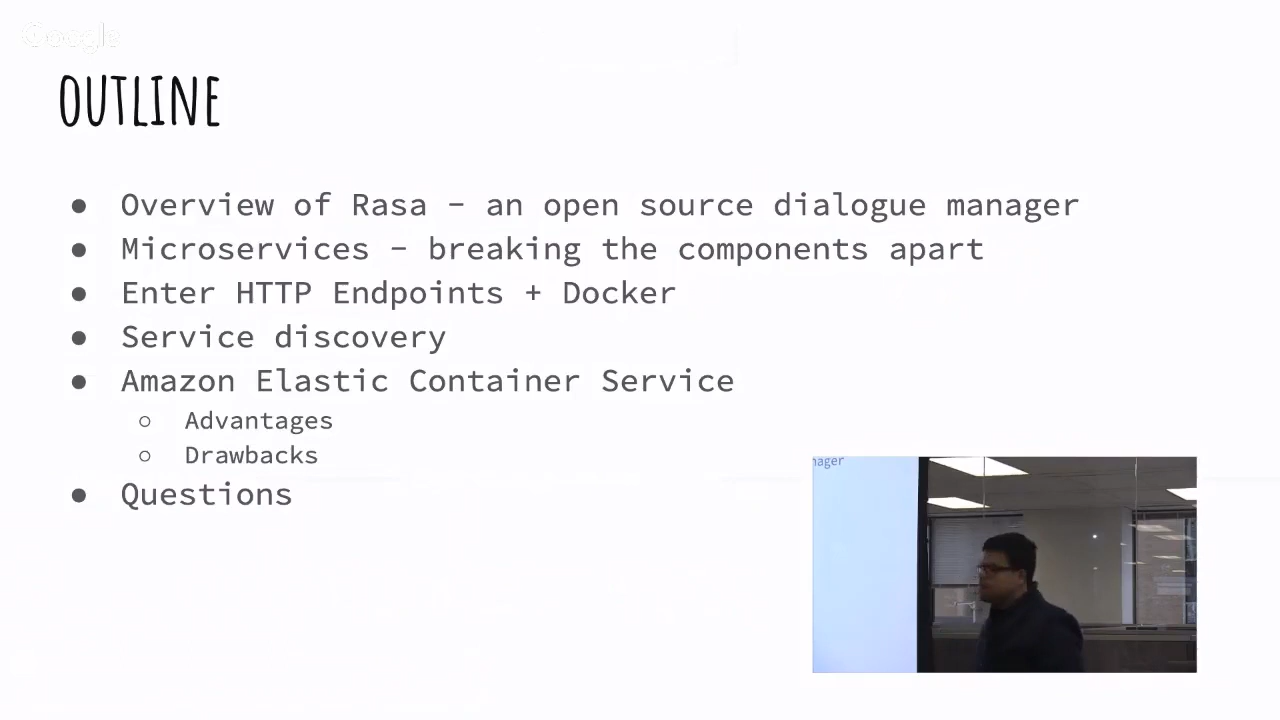 Google
OUTLINE
● Overview of Rasa - an open source dialogue manager
● Microservices - breaking the components apart
● Enter HTTP Endpoints + Docker
● Service discovery
● Amazon Elastic Container Service
○ Advantages
○ Drawbacks
● Questions
nager